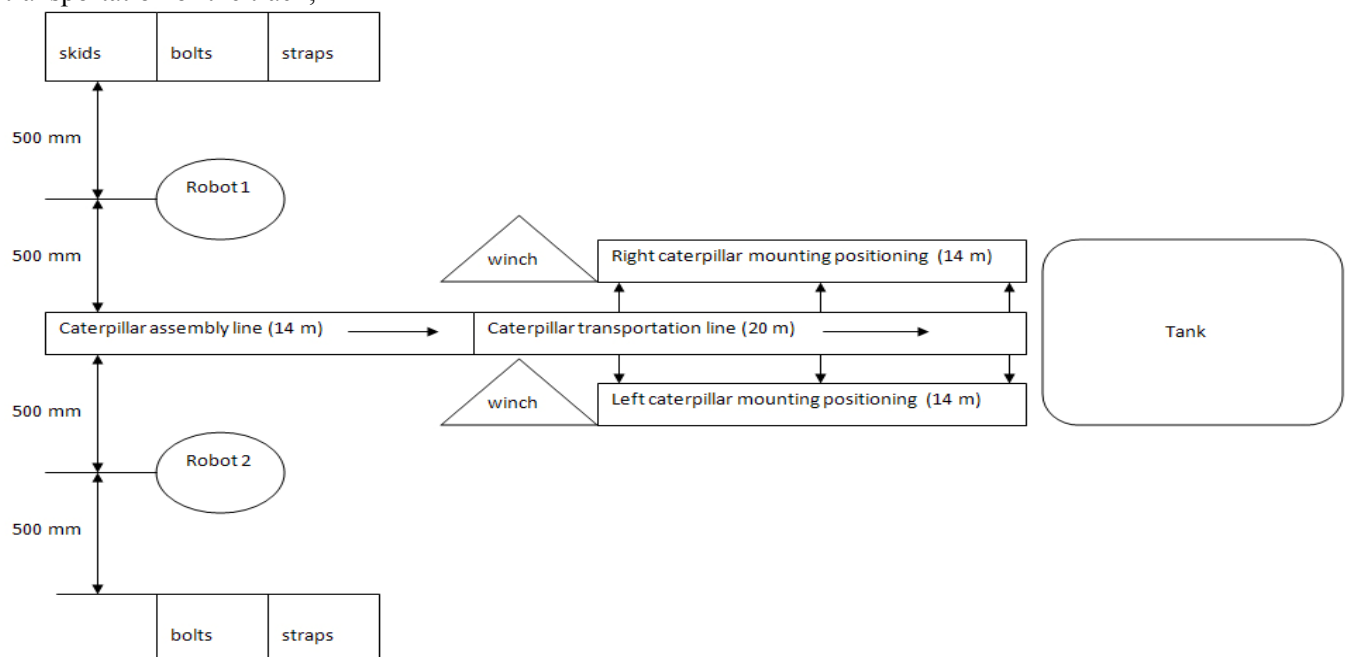 skids bolts straps
500 mm
Robot 1
500 mm
winch
Right caterpillar mounting positioning (14 m)
Caterpillar assembly line (14 m)
Caterpillar transportation line (20 m)
Tank
500 mm
winch
Left caterpillar mounting positioning (14 m)
Robot 2
500 mm
bolts straps